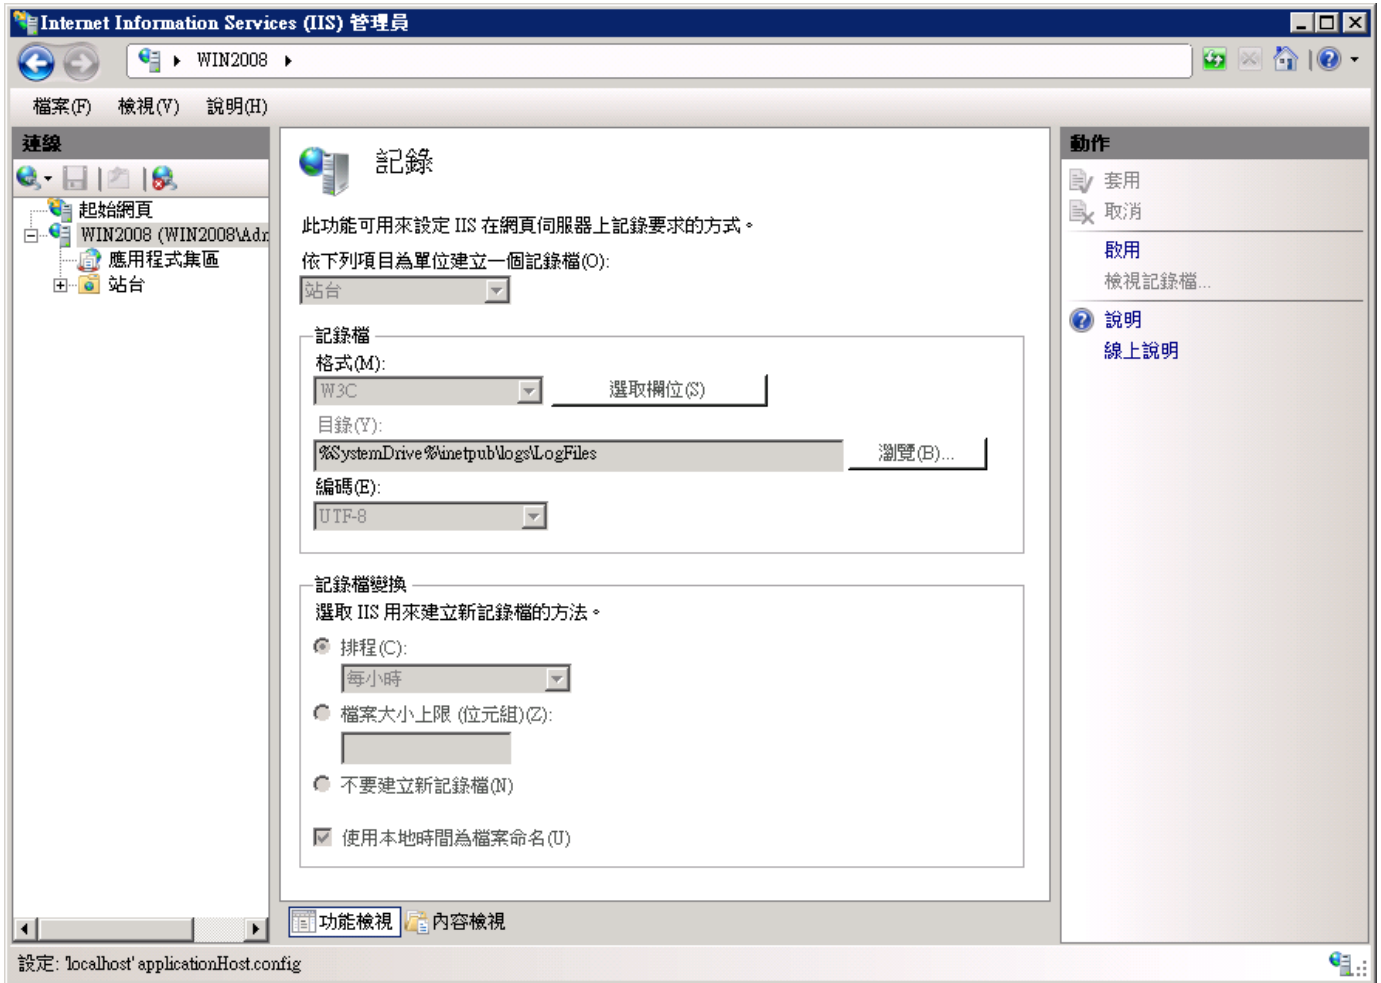 Internet Information Services (IIS) 管理員
WIN2008
檔案(F) 檢視(V) 說明(H)
連線
起始網頁
WIN2008 (WIN2008\Adr
應用程式集區
站台
記錄
此功能可用來設定 IIS 在網頁伺服器上記錄要求的方式。
依下列項目為單位建立一個記錄檔(O):
站台
記錄檔
格式(M):
W3C
選取欄位(S)
目錄(Y):
%SystemDrive%\inetpub\logs\LogFiles
瀏覽(B)...
編碼(E):
UTF-8
記錄檔變換
選取 IIS 用來建立新記錄檔的方法。
排程(C):
每小時
檔案大小上限 (位元組)(Z):
不要建立新記錄檔(N)
使用本地時間為檔案命名(U)
功能檢視 內容檢視
動作
套用
取消
啟用
檢視記錄檔...
說明
線上說明
設定: 'localhost' applicationHost.config